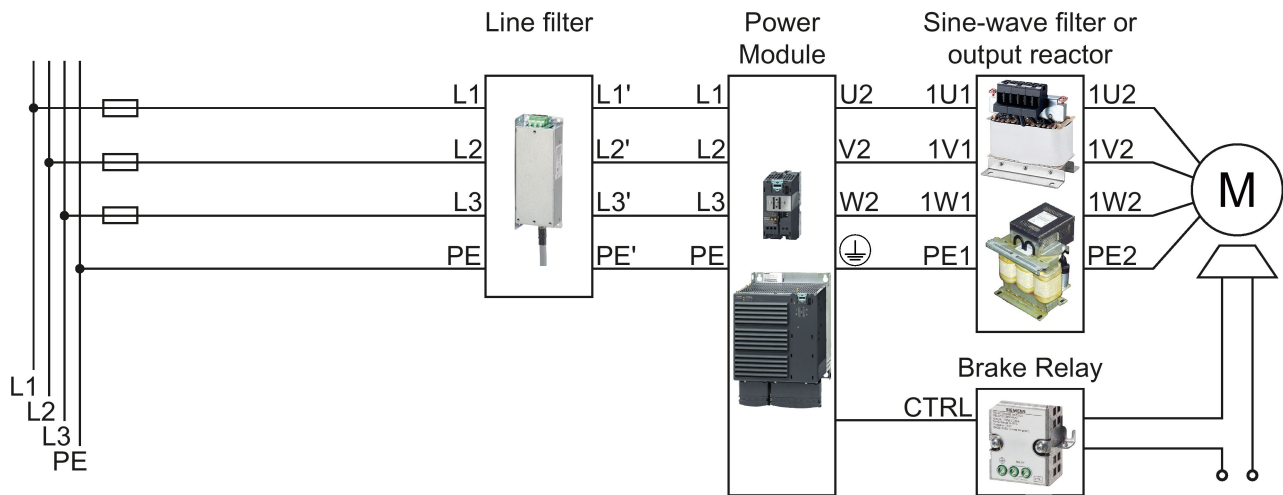 Line filter
Power
Module
Sine-wave filter or
output reactor
L1 L1' L1 U2 1U1 1U2
L2 L2' L2 V2 1V1 1V2
L3 L3' L3 W2 1W1 1W2
PE PE' PE PE1 PE2
M
L1
L2
L3
PE
Brake Relay
CTRL
SIEMENS